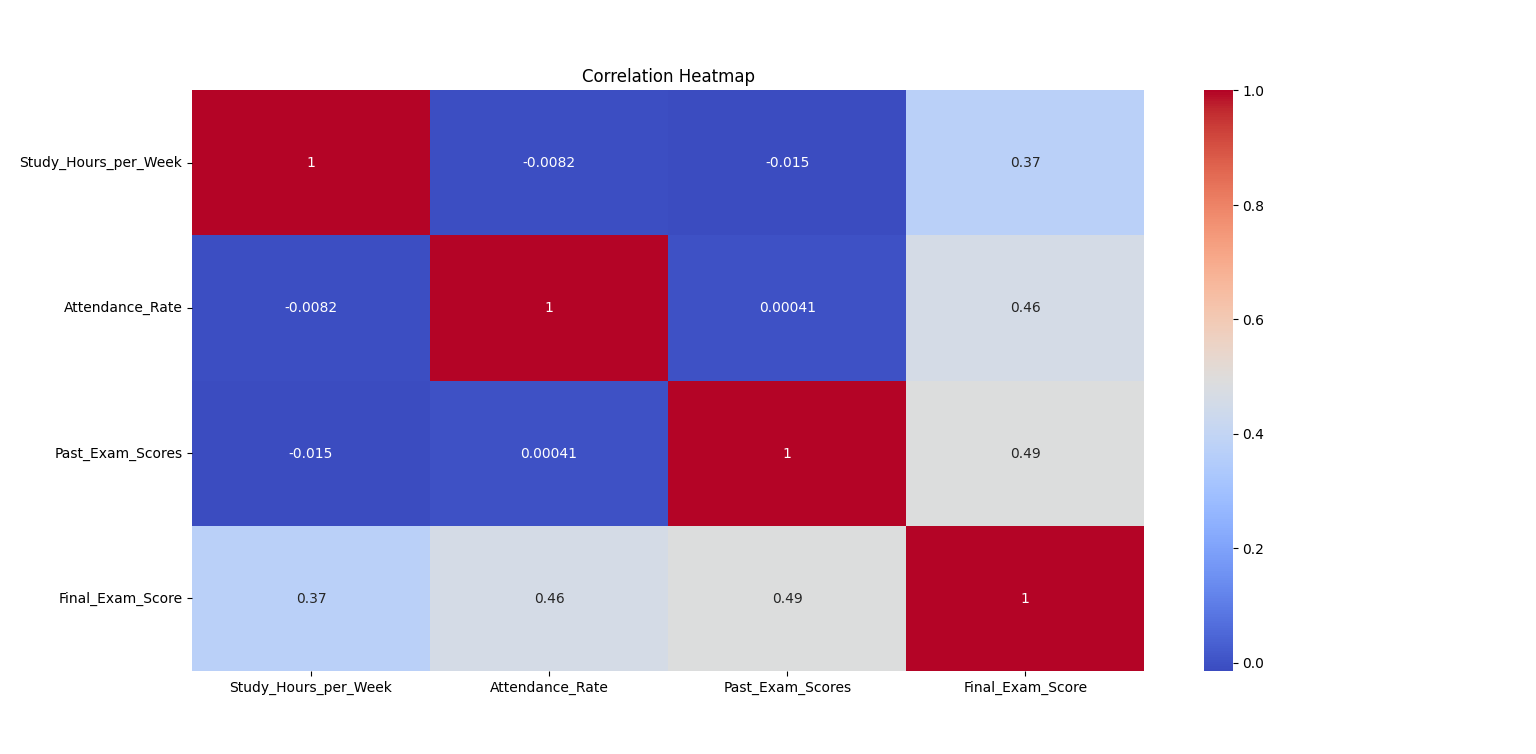 Correlation Heatmap
Study_Hours_per_Week 1 -0.0082 -0.015 0.37
Attendance_Rate -0.0082 1 0.00041 0.46
Past_Exam_Scores -0.015 0.00041 1 0.49
Final_Exam_Score 0.37 0.46 0.49 1
Study_Hours_per_Week Attendance_Rate Past_Exam_Scores Final_Exam_Score
1.0
0.8
0.6
0.4
0.2
0.0